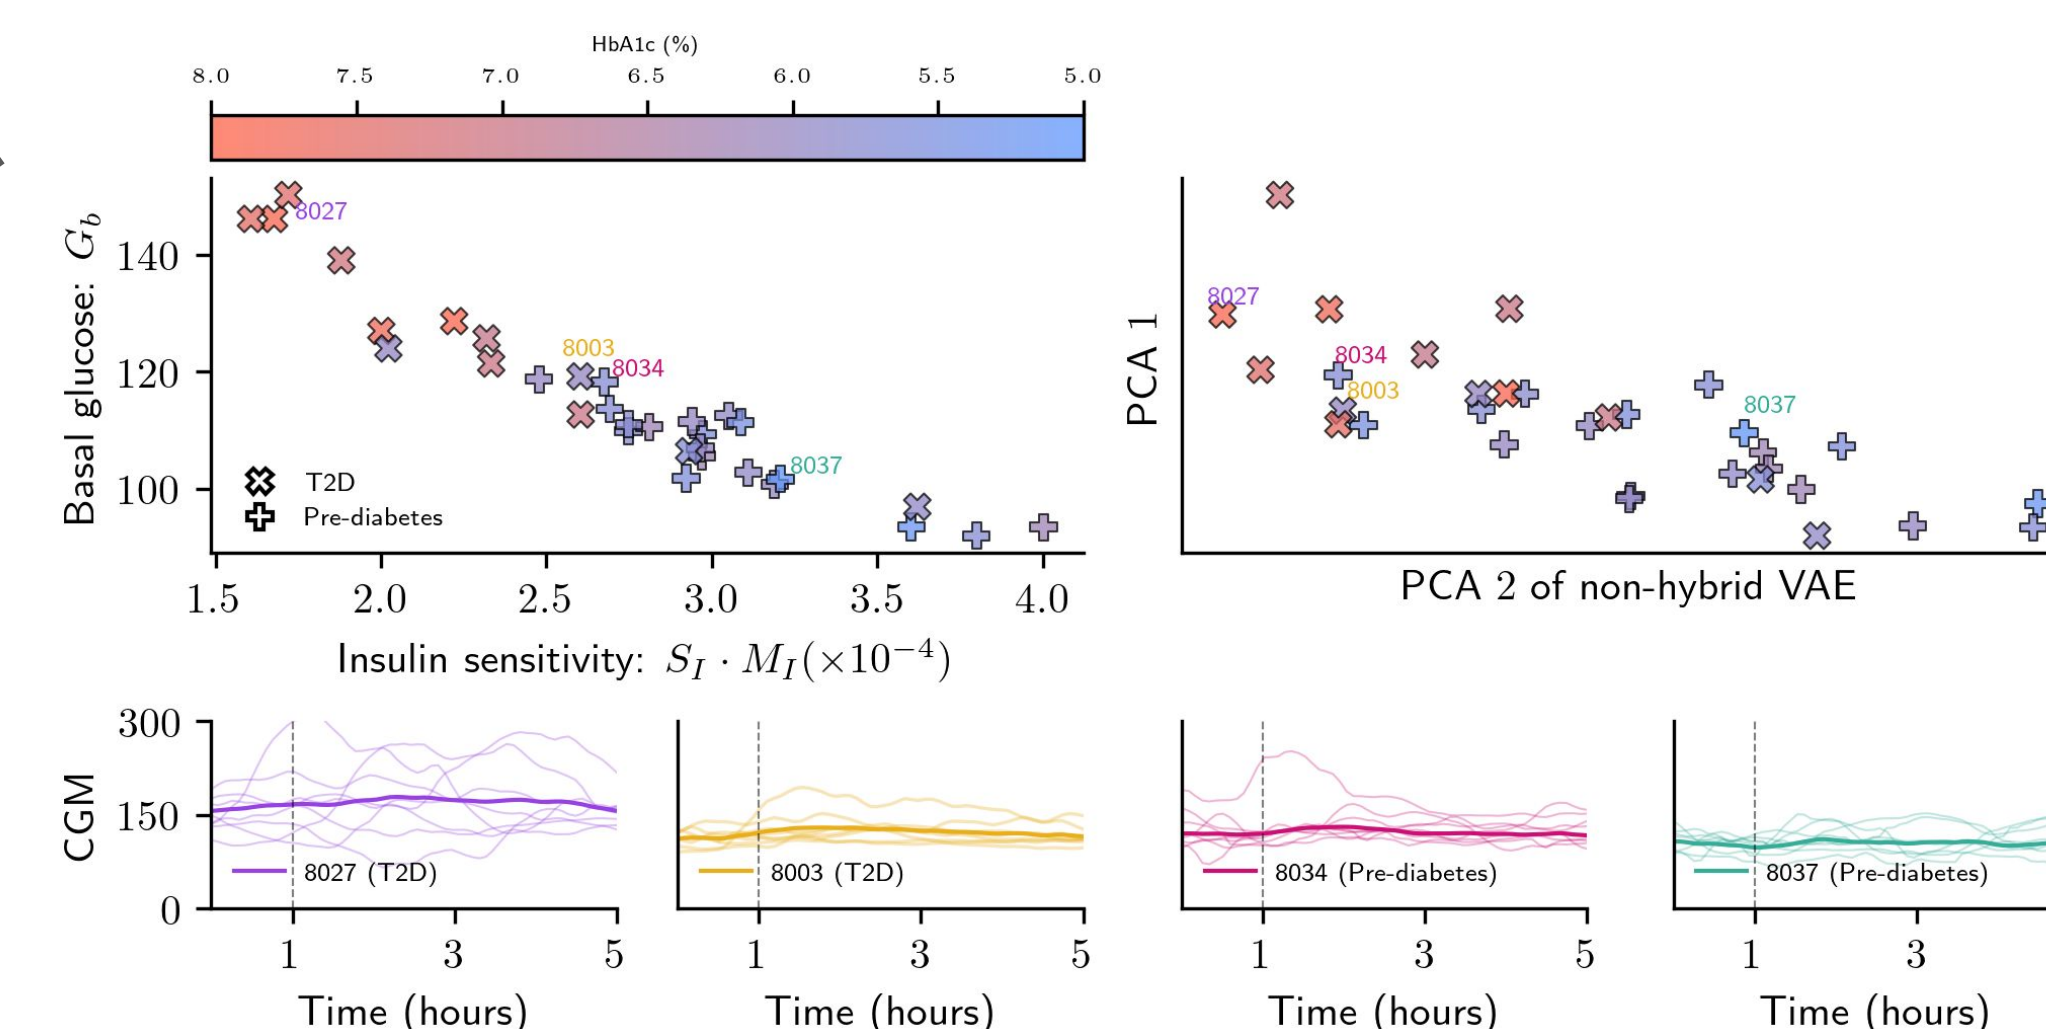 HbA1c (%)
8.0 7.5 7.0 6.5 6.0 5.5 5.0
Basal glucose: G_b
140
120
100
8027
8003
8034
8037
T2D
Pre-diabetes
1.5 2.0 2.5 3.0 3.5 4.0
Insulin sensitivity: S_I · M_I(×10⁻⁴)
PCA 1
8027
8034
8003
8037
PCA 2 of non-hybrid VAE
CGM
300
150
0
8027 (T2D)
1 3 5
Time (hours)
8003 (T2D)
1 3 5
Time (hours)
8034 (Pre-diabetes)
1 3 5
Time (hours)
8037 (Pre-diabetes)
1 3
Time (hours)